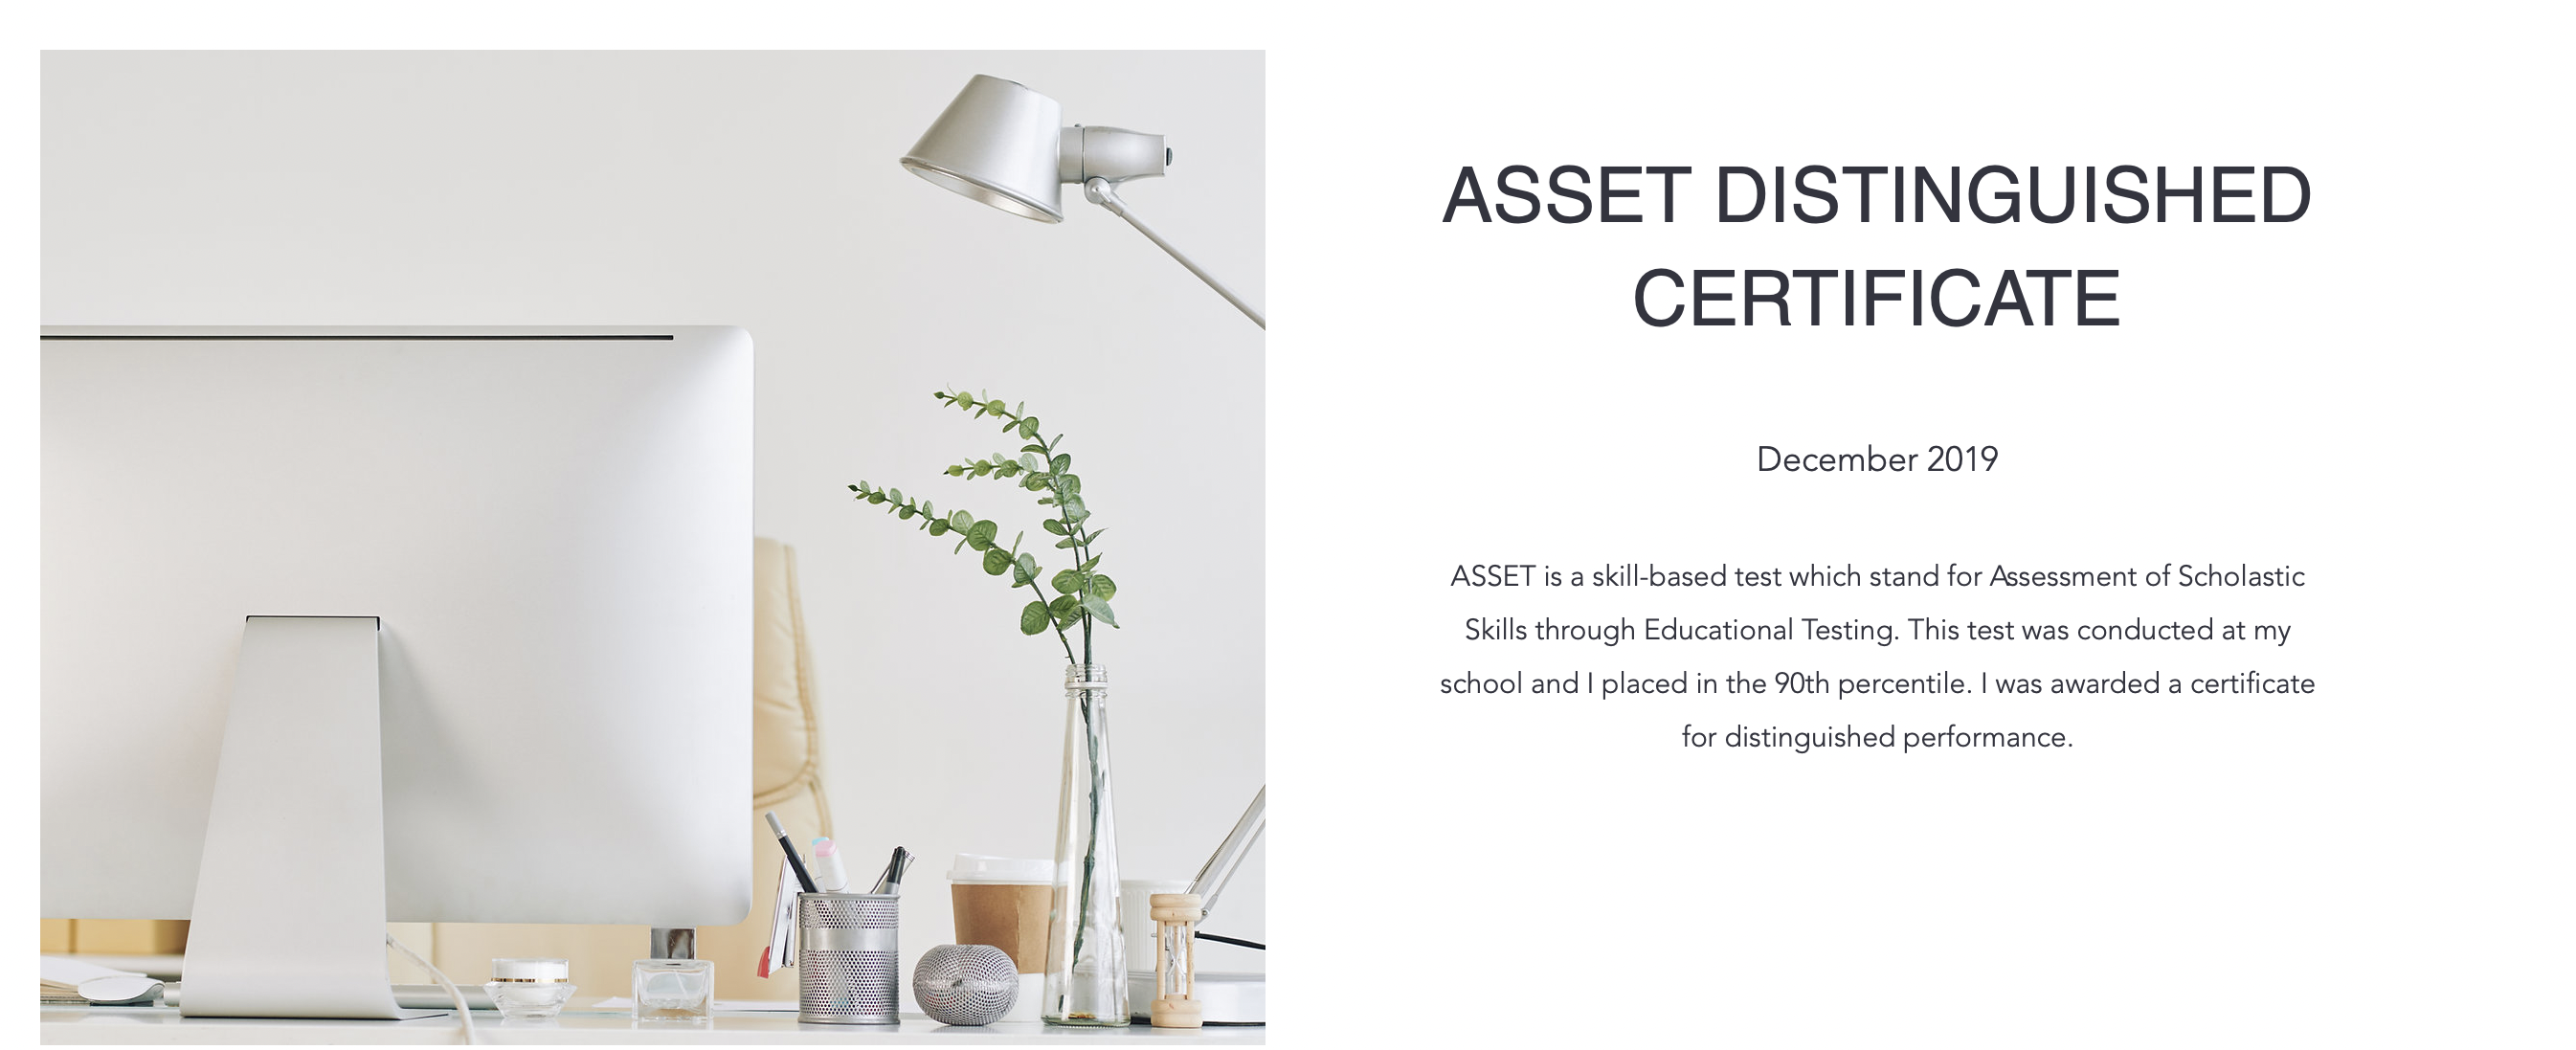 ASSET DISTINGUISHED
CERTIFICATE
December 2019
ASSET is a skill-based test which stand for Assessment of Scholastic
Skills through Educational Testing. This test was conducted at my
school and I placed in the 90th percentile. I was awarded a certificate
for distinguished performance.